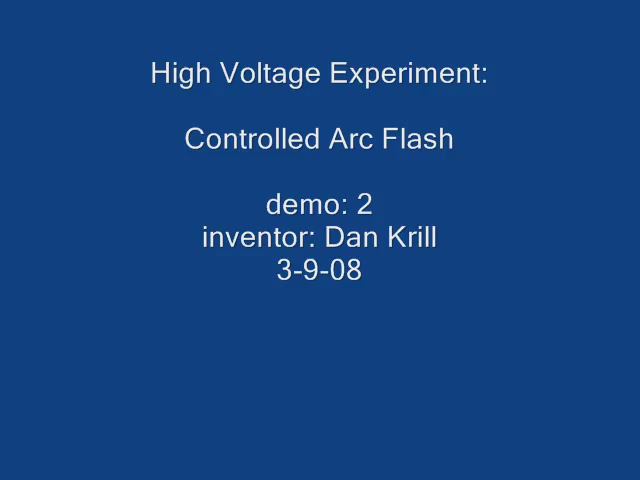 High Voltage Experiment:
Controlled Arc Flash
demo: 2
inventor: Dan Krill
3-9-08